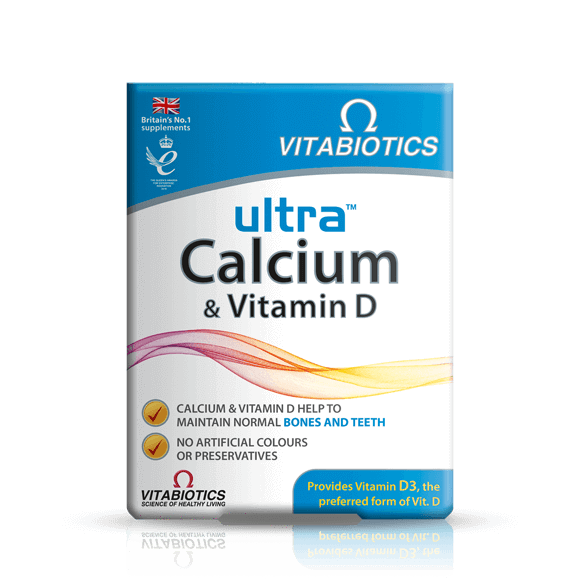 Britain's No.1
supplements
VITABIOTICS
ultra™
Calcium
& Vitamin D
CALCIUM & VITAMIN D HELP TO
MAINTAIN NORMAL BONES AND TEETH
NO ARTIFICIAL COLOURS
OR PRESERVATIVES
VITABIOTICS
SCIENCE OF HEALTHY LIVING
Provides Vitamin D3, the
preferred form of Vit. D